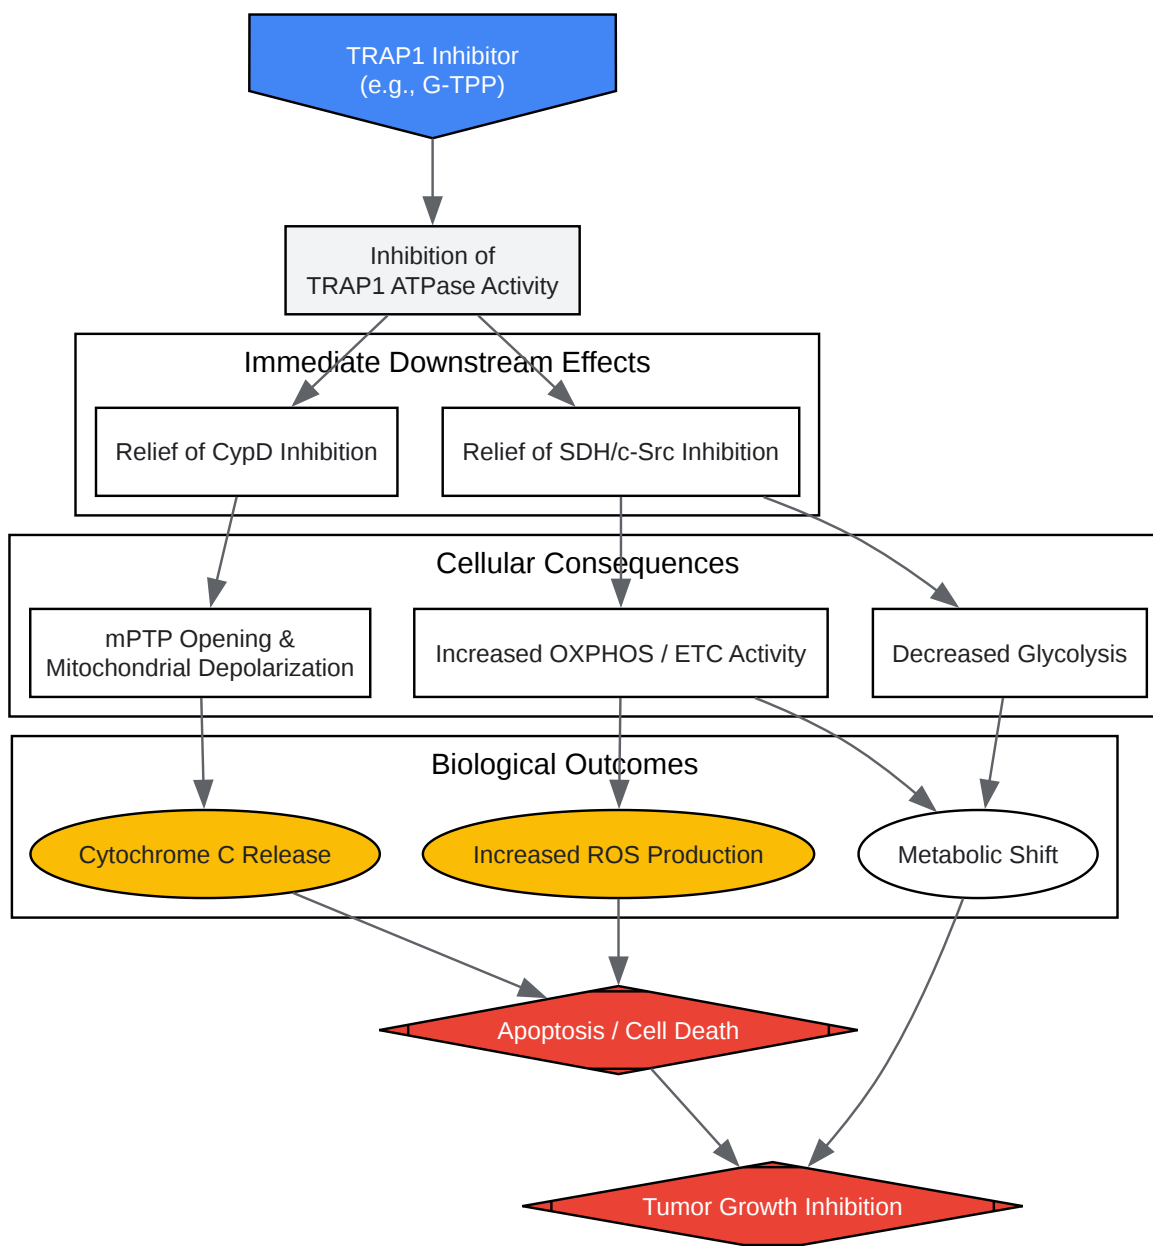 TRAP1 Inhibitor
(e.g., G-TPP)
Inhibition of
TRAP1 ATPase Activity
Immediate Downstream Effects
Relief of CypD Inhibition
Relief of SDH/c-Src Inhibition
Cellular Consequences
mPTP Opening &
Mitochondrial Depolarization
Increased OXPHOS / ETC Activity
Decreased Glycolysis
Biological Outcomes
Cytochrome C Release
Increased ROS Production
Metabolic Shift
Apoptosis / Cell Death
Tumor Growth Inhibition